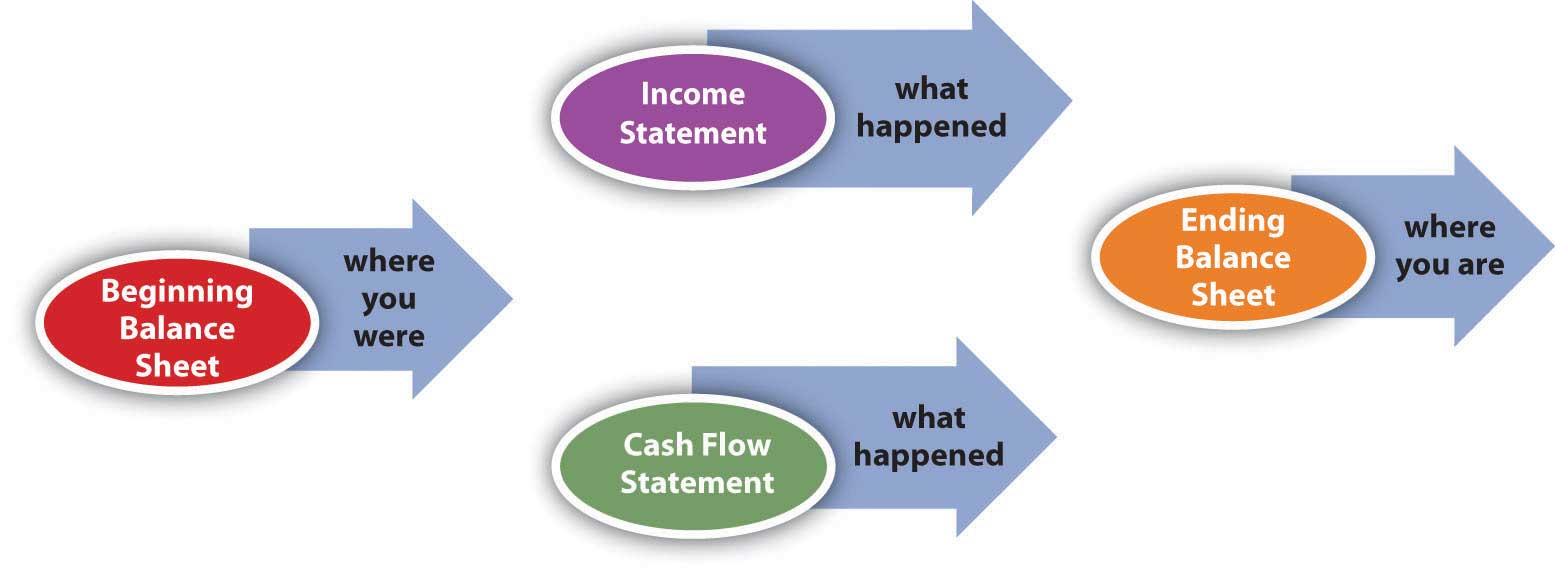 Beginning
Balance
Sheet
where
you
were
Income
Statement
what
happened
Cash Flow
Statement
what
happened
Ending
Balance
Sheet
where
you are